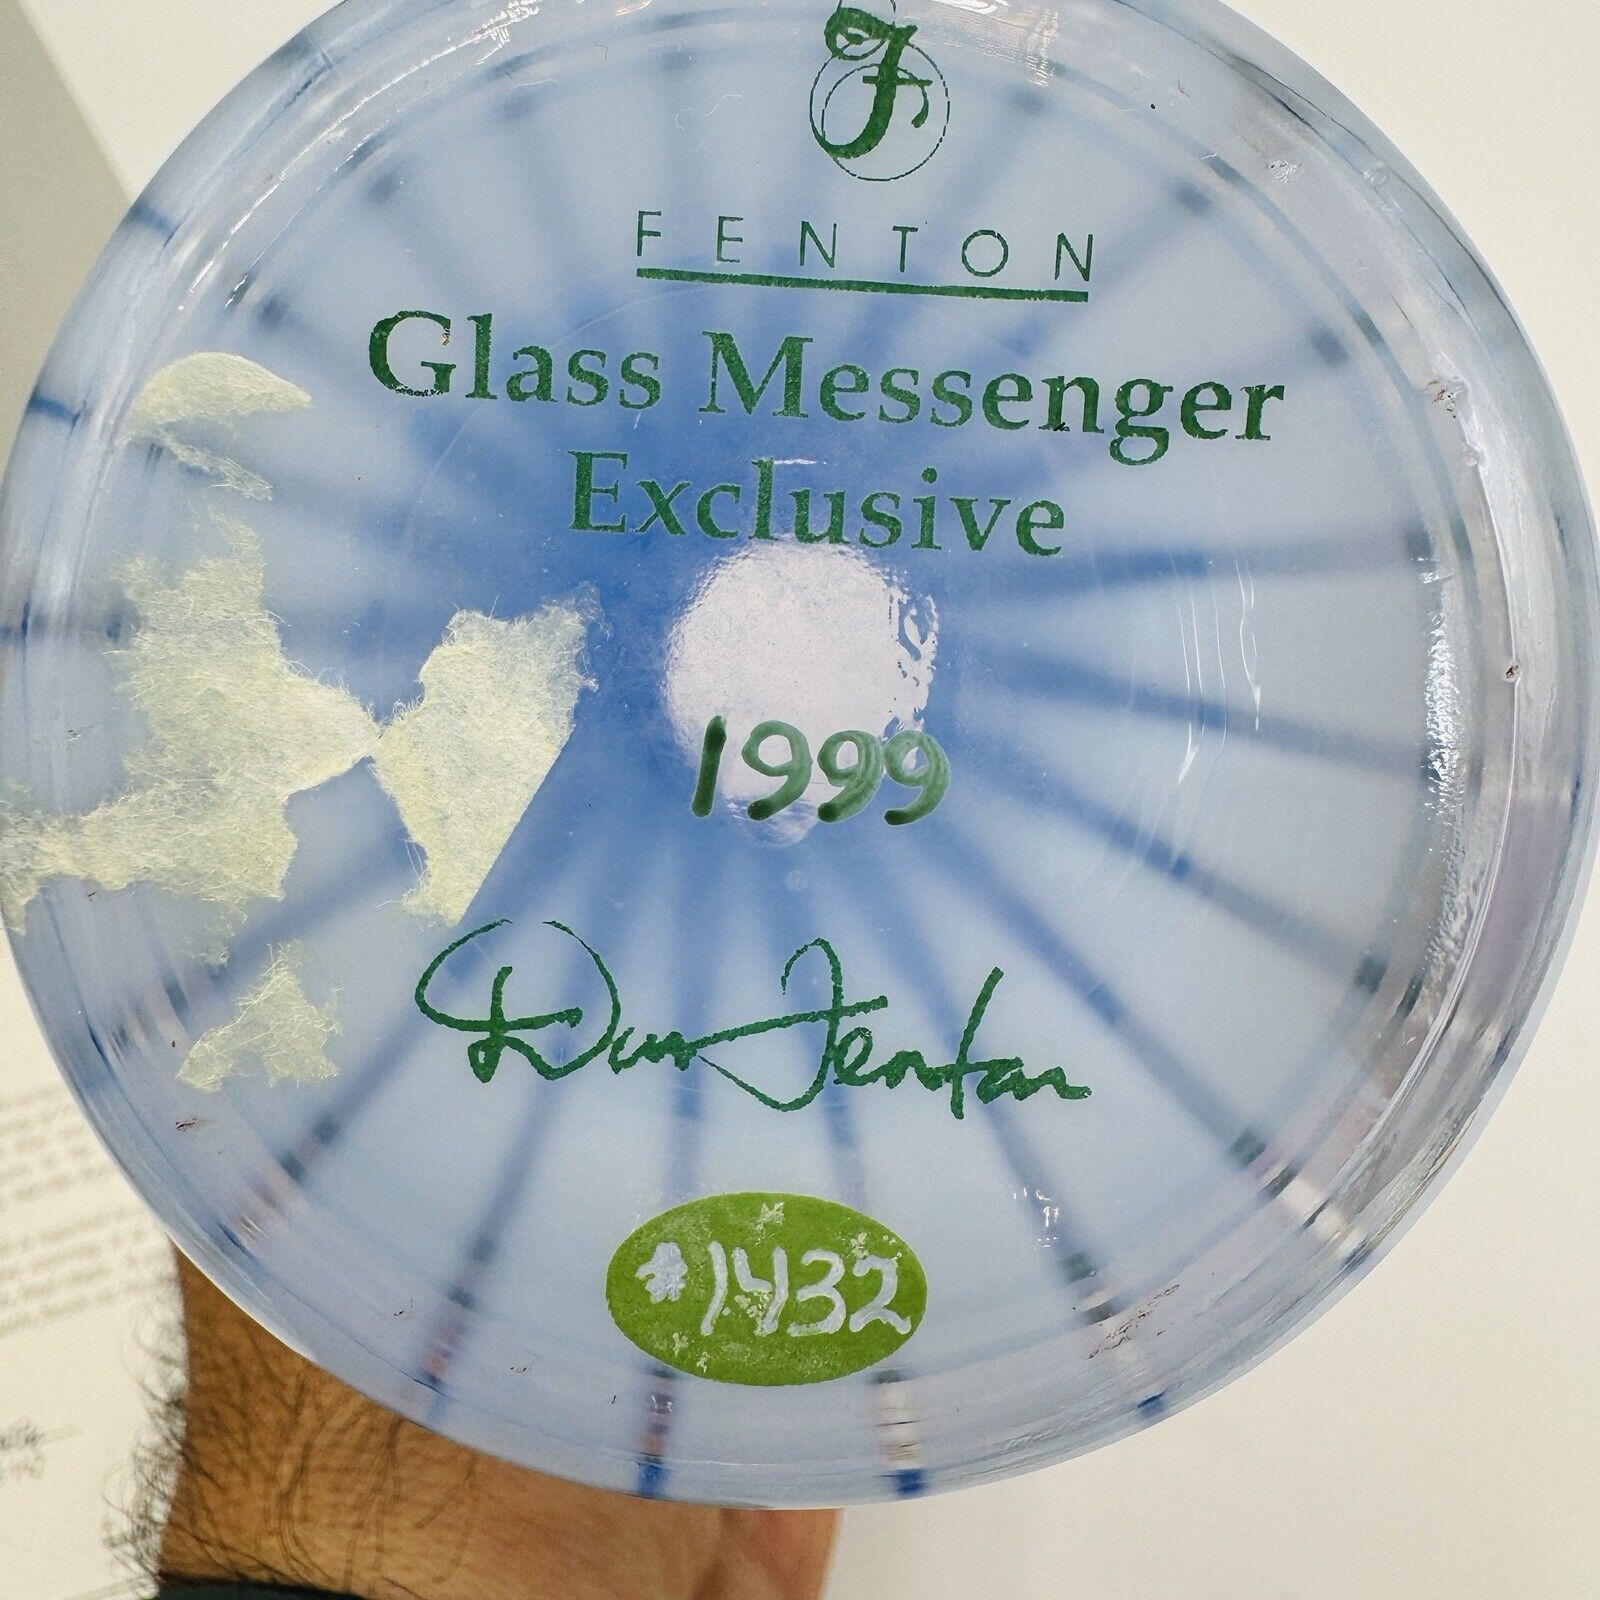 F
FENTON
Glass Messenger
Exclusive
1999
Don Fenton
#1432